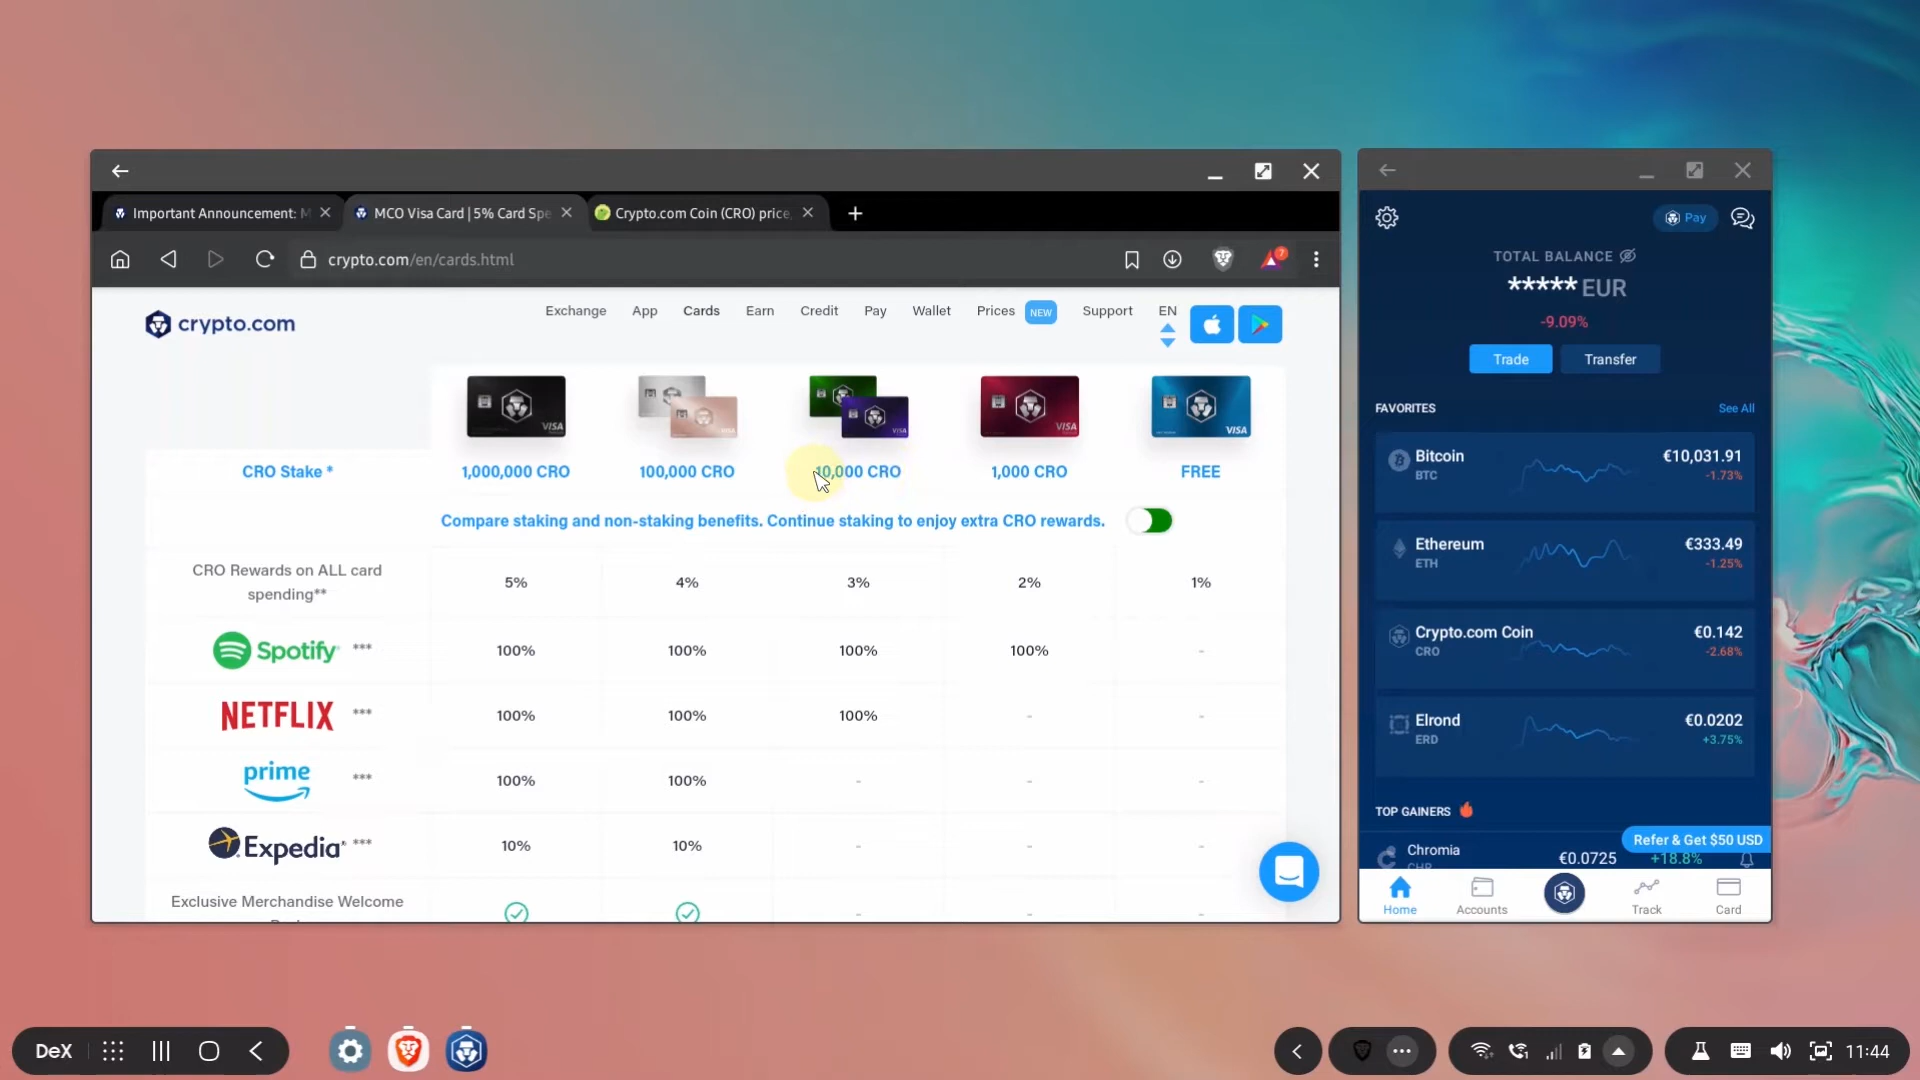 Important Announcement: M
MCO Visa Card | 5% Card Spe
Crypto.com Coin (CRO) price,
crypto.com/en/cards.html
7
crypto.com
Exchange
App
Cards
Earn
Credit
Pay
Wallet
Prices
NEW
Support
EN
VISA
VISA
VISA
VISA
VISA
CRO Stake *
1,000,000 CRO
100,000 CRO
10,000 CRO
1,000 CRO
FREE
Compare staking and non-staking benefits. Continue staking to enjoy extra CRO rewards.
CRO Rewards on ALL card
spending**
5%
4%
3%
2%
1%
Spotify ***
100%
100%
100%
100%
-
NETFLIX ***
100%
100%
100%
-
-
prime ***
100%
100%
-
-
-
Expedia ***
10%
10%
-
-
-
Exclusive Merchandise Welcome
-
-
-
Pay
TOTAL BALANCE
***** EUR
-9.09%
Trade
Transfer
FAVORITES
See All
Bitcoin
€10,031.91
BTC
-1.73%
Ethereum
€333.49
ETH
-1.25%
Crypto.com Coin
€0.142
CRO
-2.68%
Elrond
€0.0202
ERD
+3.75%
TOP GAINERS
Refer & Get $50 USD
Chromia
€0.0725
+18.8%
CHR
Home
Accounts
Track
Card
DeX
11:44